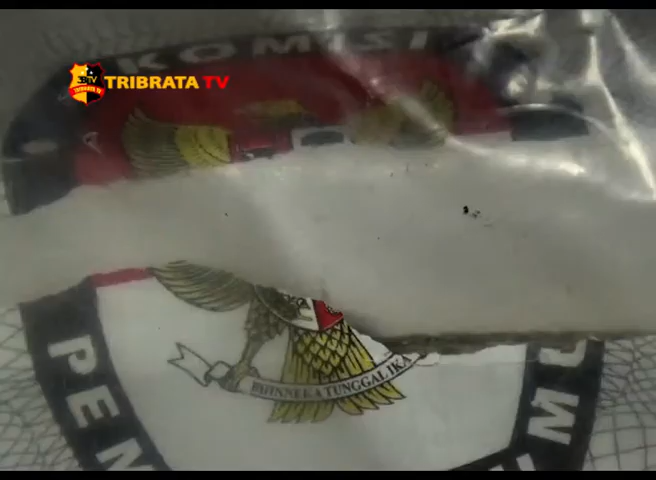 KOMISI
TRIBRATA TV
BHINNEKA TUNGGAL IKA
PEM
UM